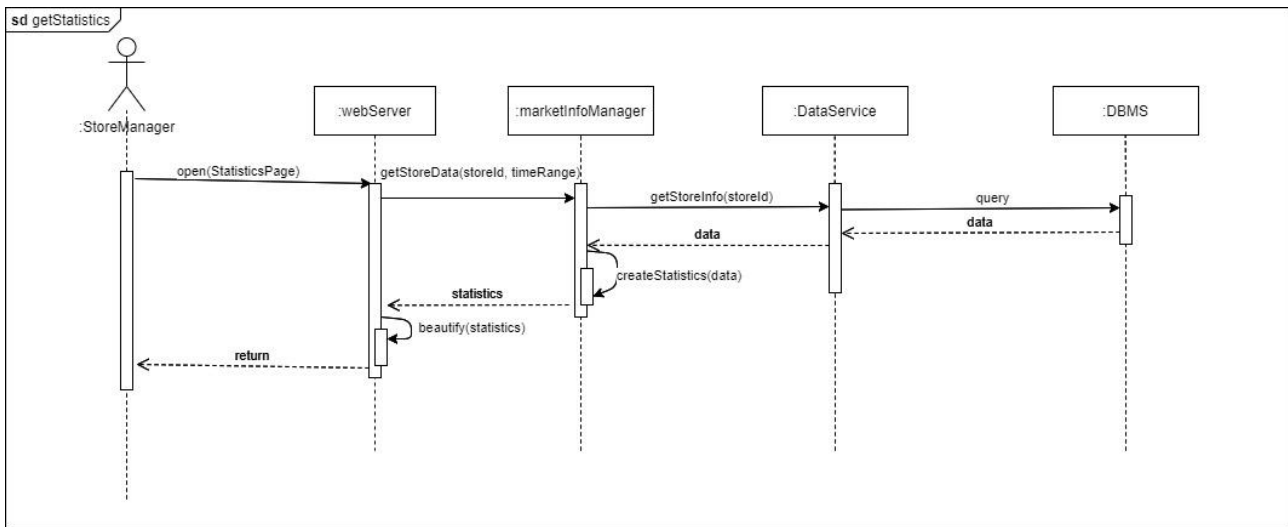 sd getStatistics
:StoreManager
:webServer
:marketInfoManager
:DataService
:DBMS
open(StatisticsPage)
getStoreData(storeId, timeRange)
getStoreInfo(storeId)
query
data
data
createStatistics(data)
statistics
beautify(statistics)
return